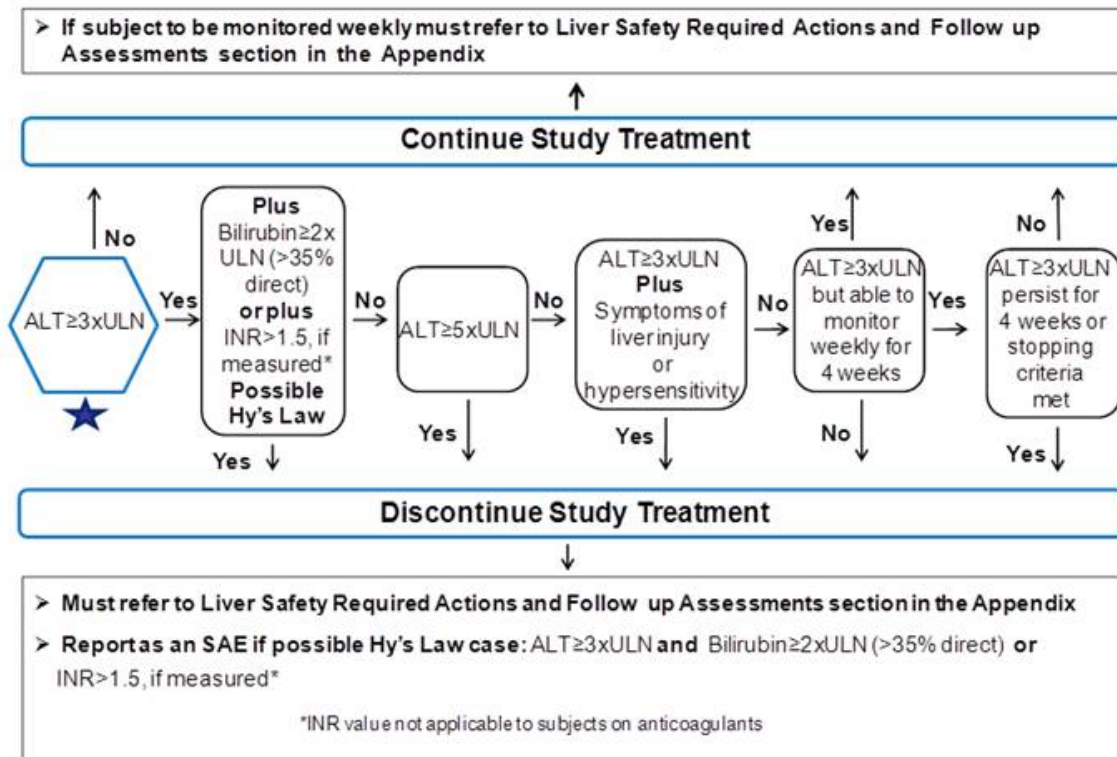 ➢ If subject to be monitored weekly must refer to Liver Safety Required Actions and Follow up
Assessments section in the Appendix
Continue Study Treatment
No
ALT≥3xULN
Yes
Plus
Bilirubin≥2x
ULN (>35%
direct)
or plus
INR>1.5, if
measured*
Possible
Hy's Law
Yes
No
ALT≥5xULN
Yes
No
ALT≥3xULN
Plus
Symptoms of
liver injury
or
hypersensitivity
Yes
No
Yes
ALT≥3xULN
but able to
monitor
weekly for
4 weeks
No
Yes
No
ALT≥3xULN
persist for
4 weeks or
stopping
criteria
met
Yes
Discontinue Study Treatment
➢ Must refer to Liver Safety Required Actions and Follow up Assessments section in the Appendix
➢ Report as an SAE if possible Hy's Law case: ALT≥3xULN and Bilirubin≥2xULN (>35% direct) or
INR>1.5, if measured*
*INR value not applicable to subjects on anticoagulants